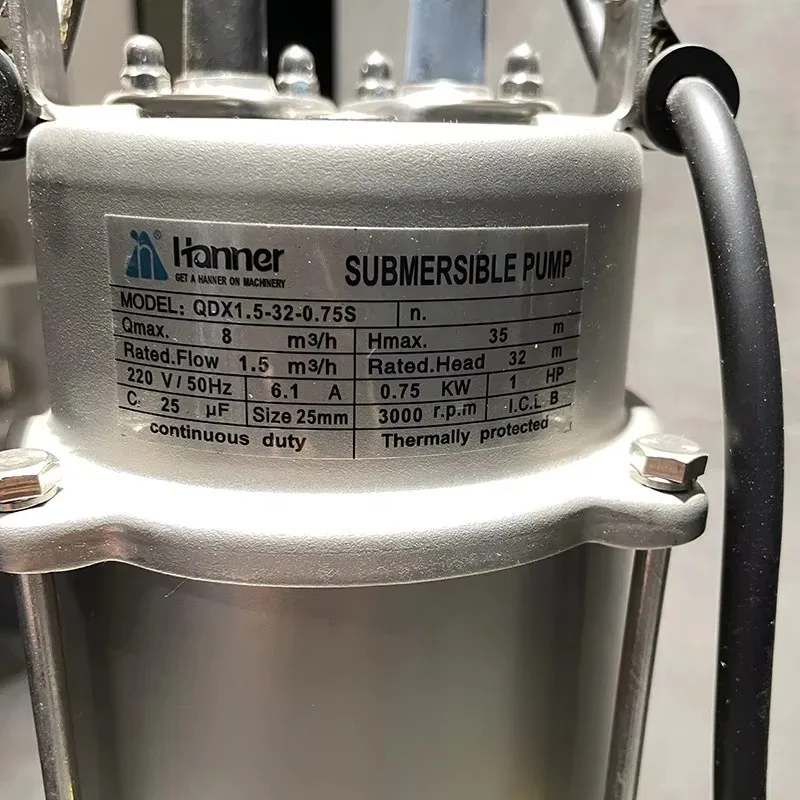 Hanner ®
GET A HANNER ON MACHINERY
SUBMERSIBLE PUMP
MODEL: QDX1.5-32-0.75S n.
Qmax. 8 m3/h Hmax. 35 m
Rated.Flow 1.5 m3/h Rated.Head 32 m
220 V/50Hz 6.1 A 0.75 KW 1 HP
C. 25 µF Size 25mm 3000 r.p.m I.C.L B
continuous duty Thermally protected